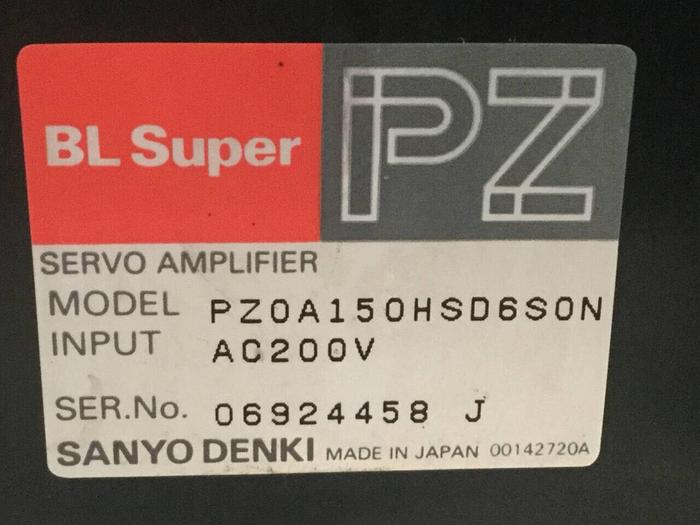 BL Super PZ
SERVO AMPLIFIER
MODEL PZ0A150HSD6S0N
INPUT AC200V
SER.No. 06924458 J
SANYO DENKI MADE IN JAPAN 00142720A